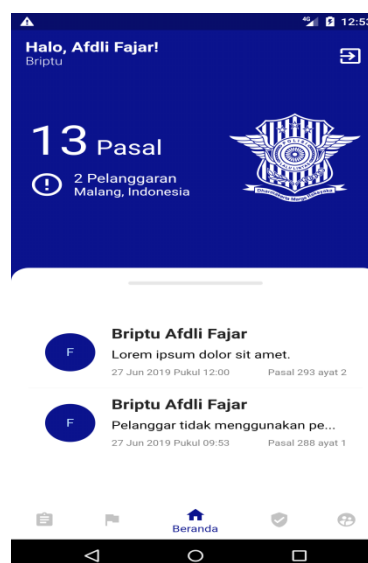 4G 12:53
Halo, Afdli Fajar!
Briptu
13 Pasal
2 Pelanggaran
Malang, Indonesia
F
Briptu Afdli Fajar
Lorem ipsum dolor sit amet.
27 Jun 2019 Pukul 12:00 Pasal 293 ayat 2
F
Briptu Afdli Fajar
Pelanggar tidak menggunakan pe...
27 Jun 2019 Pukul 09:53 Pasal 288 ayat 1
Beranda